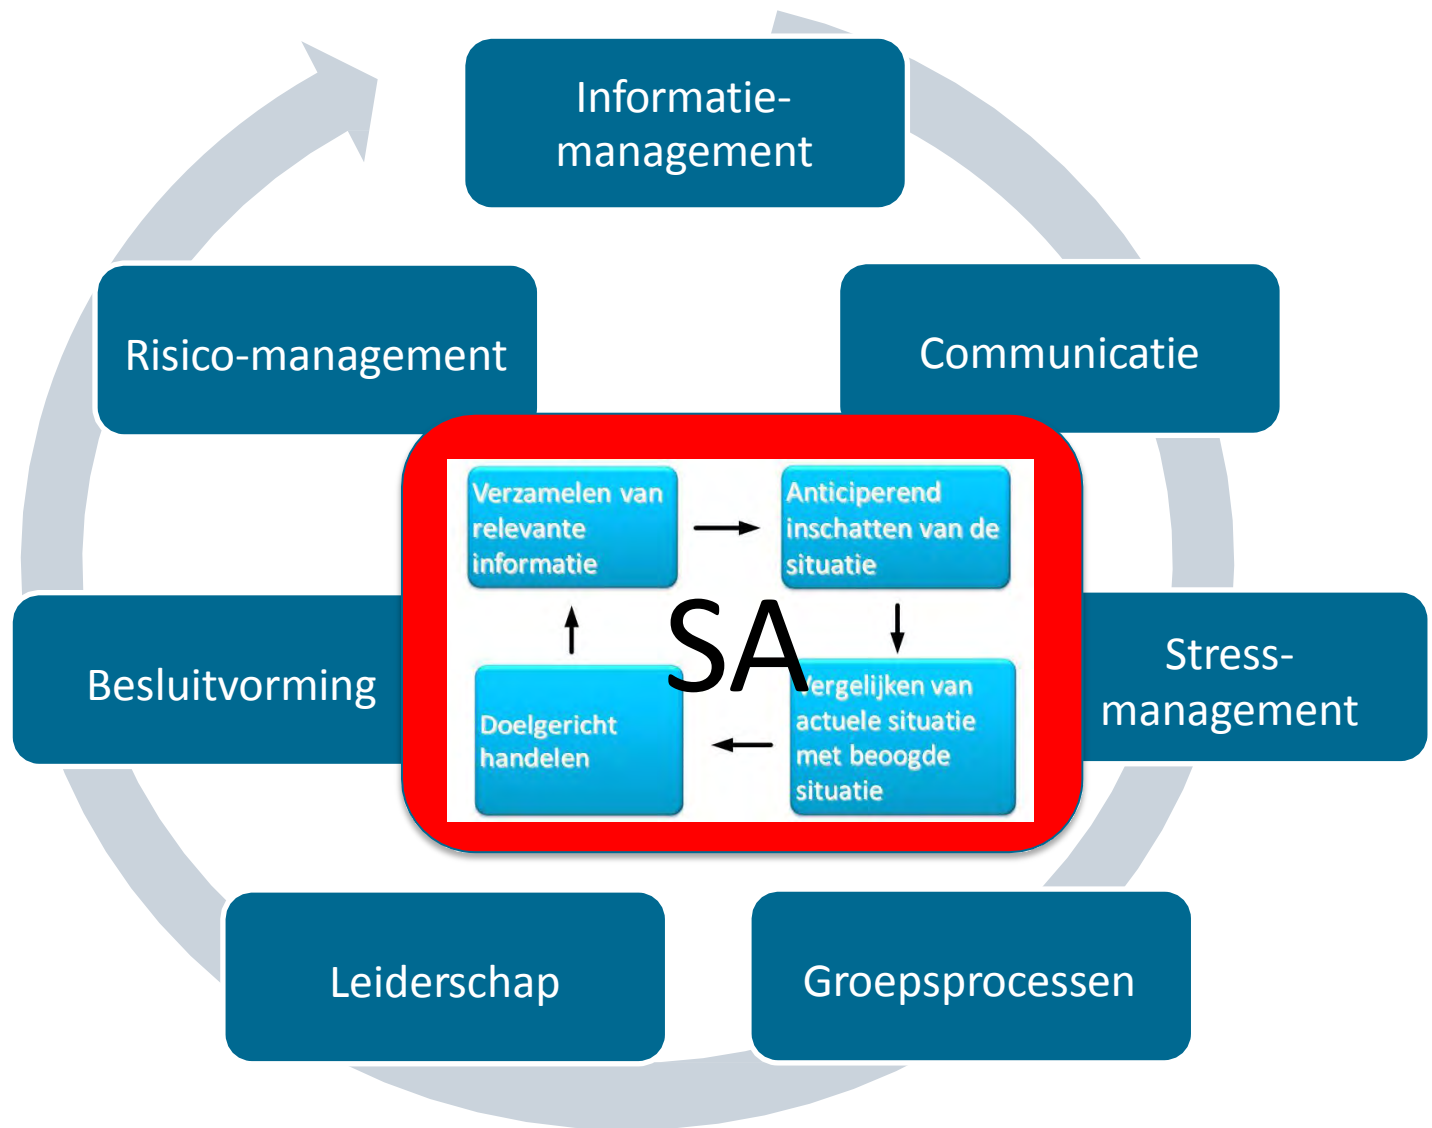 Informatie-
management
Risico-management
Communicatie
Verzamelen van
relevante
informatie
Anticiperend
inschatten van de
situatie
SA
Doelgericht
handelen
Vergelijken van
actuele situatie
met beoogde
situatie
Besluitvorming
Stress-
management
Leiderschap
Groepsprocessen